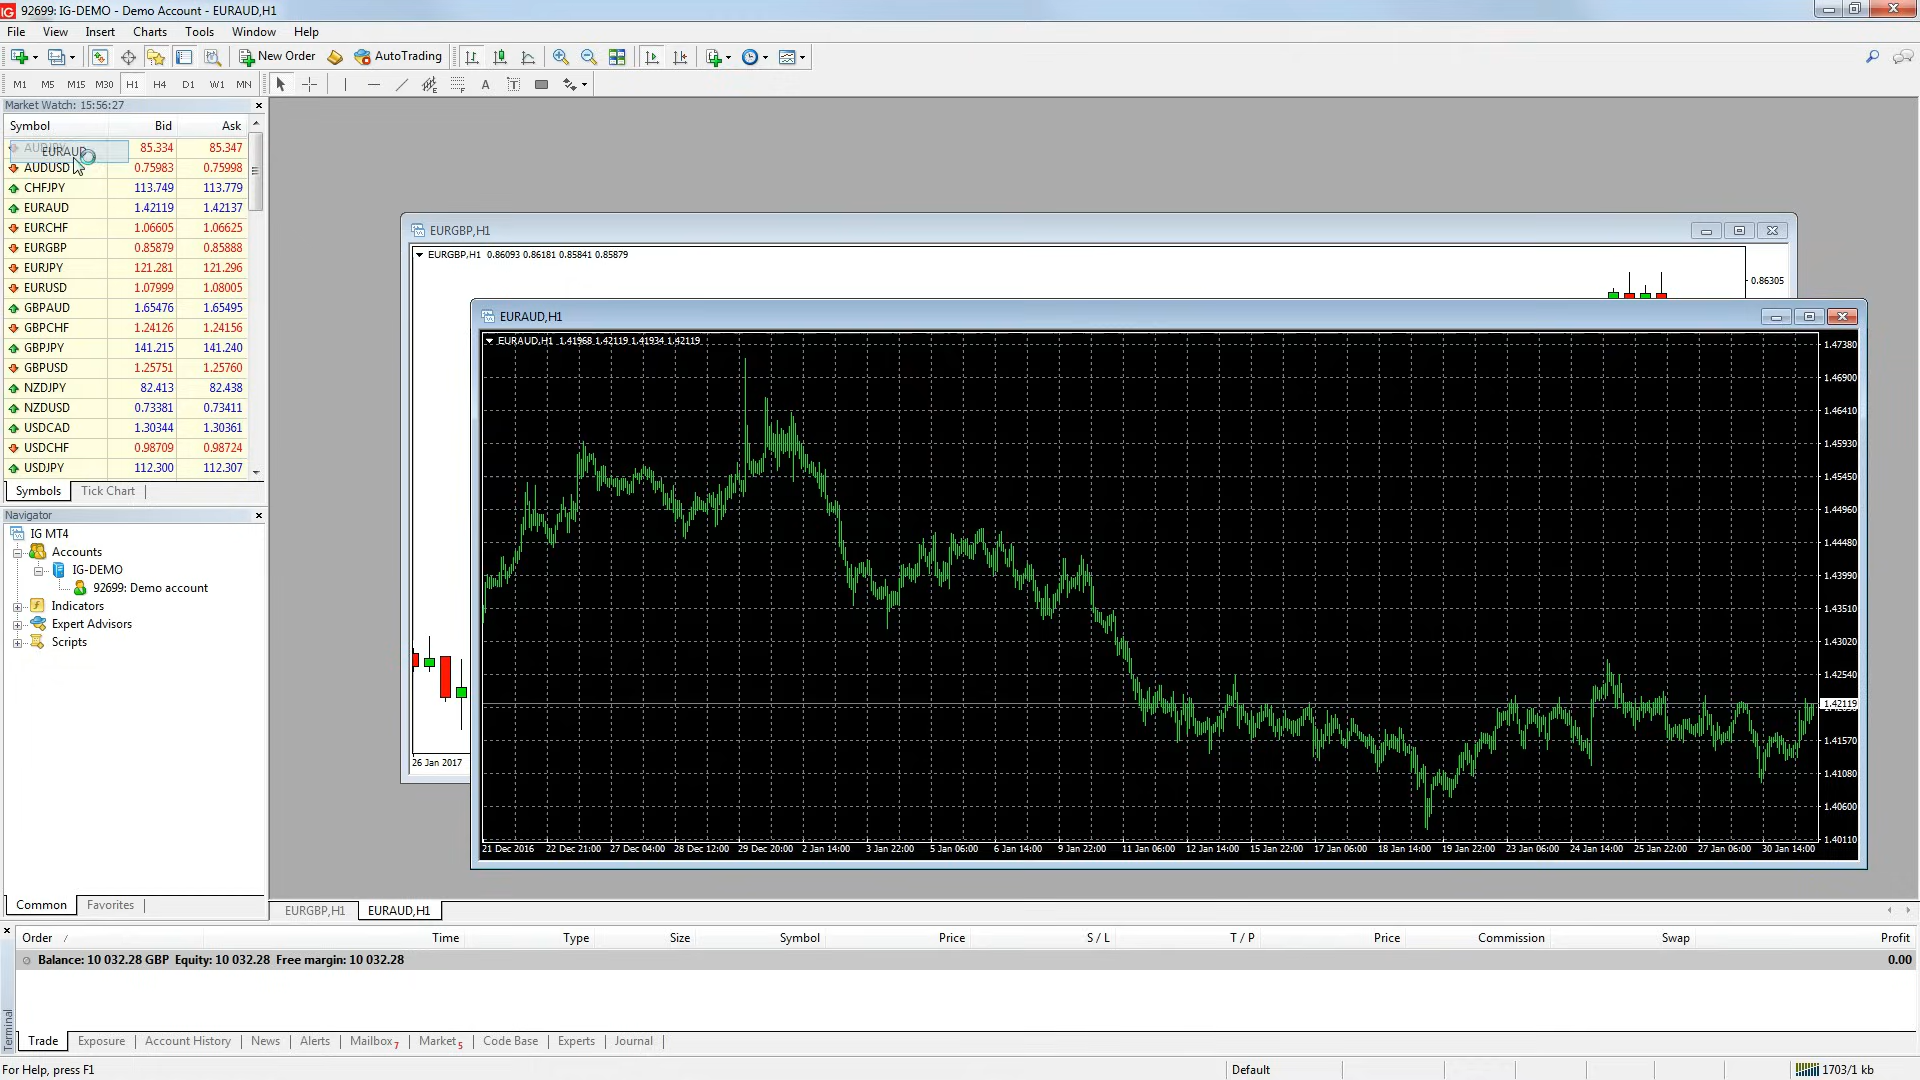 92699: IG-DEMO - Demo Account - EURAUD,H1
File View Insert Charts Tools Window Help
New Order AutoTrading
M1 M5 M15 M30 H1 H4 D1 W1 MN
Market Watch: 15:56:27
Symbol Bid Ask
EURAUD 85.334 85.347
AUDUSD 0.75983 0.75998
CHFJPY 113.749 113.779
EURAUD 1.42119 1.42137
EURCHF 1.06605 1.06625
EURGBP 0.85879 0.85888
EURJPY 121.281 121.296
EURUSD 1.07999 1.08005
GBPAUD 1.65476 1.65495
GBPCHF 1.24126 1.24156
GBPJPY 141.215 141.240
GBPUSD 1.25751 1.25760
NZDJPY 82.413 82.438
NZDUSD 0.73381 0.73411
USDCAD 1.30344 1.30361
USDCHF 0.98709 0.98724
USDJPY 112.300 112.307
Symbols Tick Chart
Navigator
IG MT4
Accounts
IG-DEMO
92699: Demo account
Indicators
Expert Advisors
Scripts
Common Favorites
EURGBP,H1
EURGBP,H1 0.86093 0.86181 0.85841 0.85879
0.86305
26 Jan 2017
EURAUD,H1
EURAUD,H1 1.41968 1.42119 1.41934 1.42119
1.47380
1.46900
1.46410
1.45930
1.45450
1.44960
1.44480
1.43990
1.43510
1.43020
1.42540
1.42119
1.41570
1.41080
1.40600
1.40110
21 Dec 2016 22 Dec 21:00 27 Dec 04:00 28 Dec 12:00 29 Dec 20:00 2 Jan 14:00 3 Jan 22:00 5 Jan 06:00 6 Jan 14:00 9 Jan 22:00 11 Jan 06:00 12 Jan 14:00 15 Jan 22:00 17 Jan 06:00 18 Jan 14:00 19 Jan 22:00 23 Jan 06:00 24 Jan 14:00 25 Jan 22:00 27 Jan 06:00 30 Jan 14:00
EURGBP,H1 EURAUD,H1
Order / Time Type Size Symbol Price S / L T / P Price Commission Swap Profit
Balance: 10 032.28 GBP Equity: 10 032.28 Free margin: 10 032.28 0.00
Terminal
Trade Exposure Account History News Alerts Mailbox 7 Market 5 Code Base Experts Journal
For Help, press F1 Default 1703/1 kb